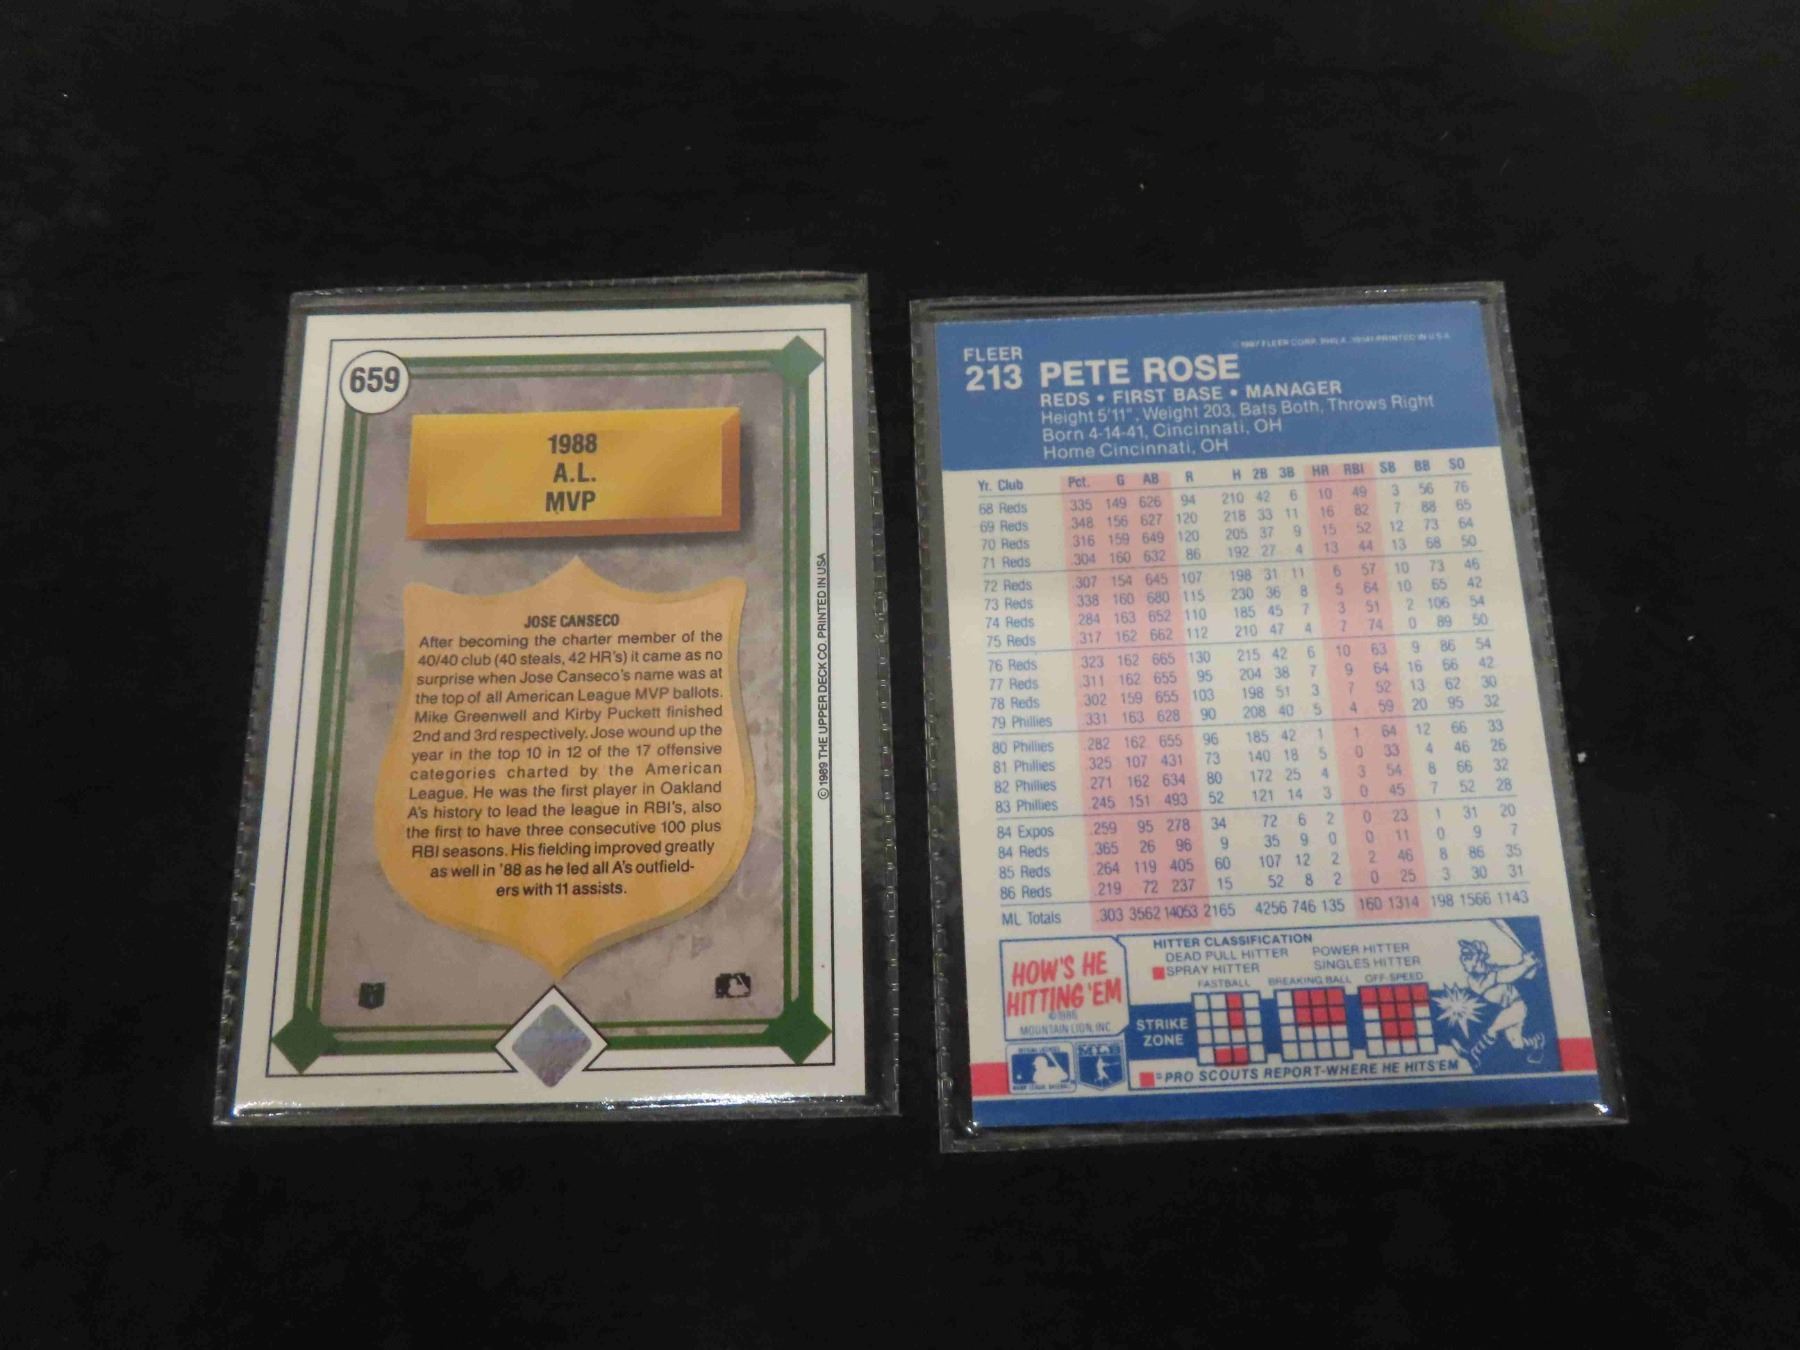 659
1988
A.L.
MVP
JOSE CANSECO
After becoming the charter member of the
40/40 club (40 steals, 42 HR's) it came as no
surprise when Jose Canseco's name was at
the top of all American League MVP ballots.
Mike Greenwell and Kirby Puckett finished
2nd and 3rd respectively. Jose wound up the
year in the top 10 in 12 of the 17 offensive
categories charted by the American
League. He was the first player in Oakland
A's history to lead the league in RBI's, also
the first to have three consecutive 100 plus
RBI seasons. His fielding improved greatly
as well in '88 as he led all A's outfield-
ers with 11 assists.
© 1989 THE UPPER DECK CO. PRINTED IN USA
© 1987 FLEER CORP. PHILA. 19141 PRINTED IN U.S.A.
FLEER
213 PETE ROSE
REDS • FIRST BASE • MANAGER
Height 5'11", Weight 203, Bats Both, Throws Right
Born 4-14-41, Cincinnati, OH
Home Cincinnati, OH
Yr. Club Pct. G AB R H 2B 3B HR RBI SB BB SO
68 Reds .335 149 626 94 210 42 6 10 49 3 56 76
69 Reds .348 156 627 120 218 33 11 16 82 7 88 65
70 Reds .316 159 649 120 205 37 9 15 52 12 73 64
71 Reds .304 160 632 86 192 27 4 13 44 13 68 50
72 Reds .307 154 645 107 198 31 11 6 57 10 73 46
73 Reds .338 160 680 115 230 36 8 5 64 10 65 42
74 Reds .284 163 652 110 185 45 7 3 51 2 106 54
75 Reds .317 162 662 112 210 47 4 7 74 0 89 50
76 Reds .323 162 665 130 215 42 6 10 63 9 86 54
77 Reds .311 162 655 95 204 38 7 9 64 16 66 42
78 Reds .302 159 655 103 198 51 3 7 52 13 62 30
79 Phillies .331 163 628 90 208 40 5 4 59 20 95 32
80 Phillies .282 162 655 96 185 42 1 1 64 12 66 33
81 Phillies .325 107 431 73 140 18 5 0 33 4 46 26
82 Phillies .271 162 634 80 172 25 4 3 54 8 66 32
83 Phillies .245 151 493 52 121 14 3 0 45 7 52 28
84 Expos .259 95 278 34 72 6 2 0 23 1 31 20
84 Reds .365 26 96 9 35 9 0 0 11 0 9 7
85 Reds .264 119 405 60 107 12 2 2 46 8 86 35
86 Reds .219 72 237 15 52 8 2 0 25 3 30 31
ML Totals .303 3562 14053 2165 4256 746 135 160 1314 198 1566 1143
HOW'S HE
HITTING 'EM
©1986
MOUNTAIN LION, INC.
HITTER CLASSIFICATION
DEAD PULL HITTER POWER HITTER
SPRAY HITTER SINGLES HITTER
FASTBALL BREAKING BALL OFF-SPEED
STRIKE
ZONE
= PRO SCOUTS REPORT-WHERE HE HITS 'EM